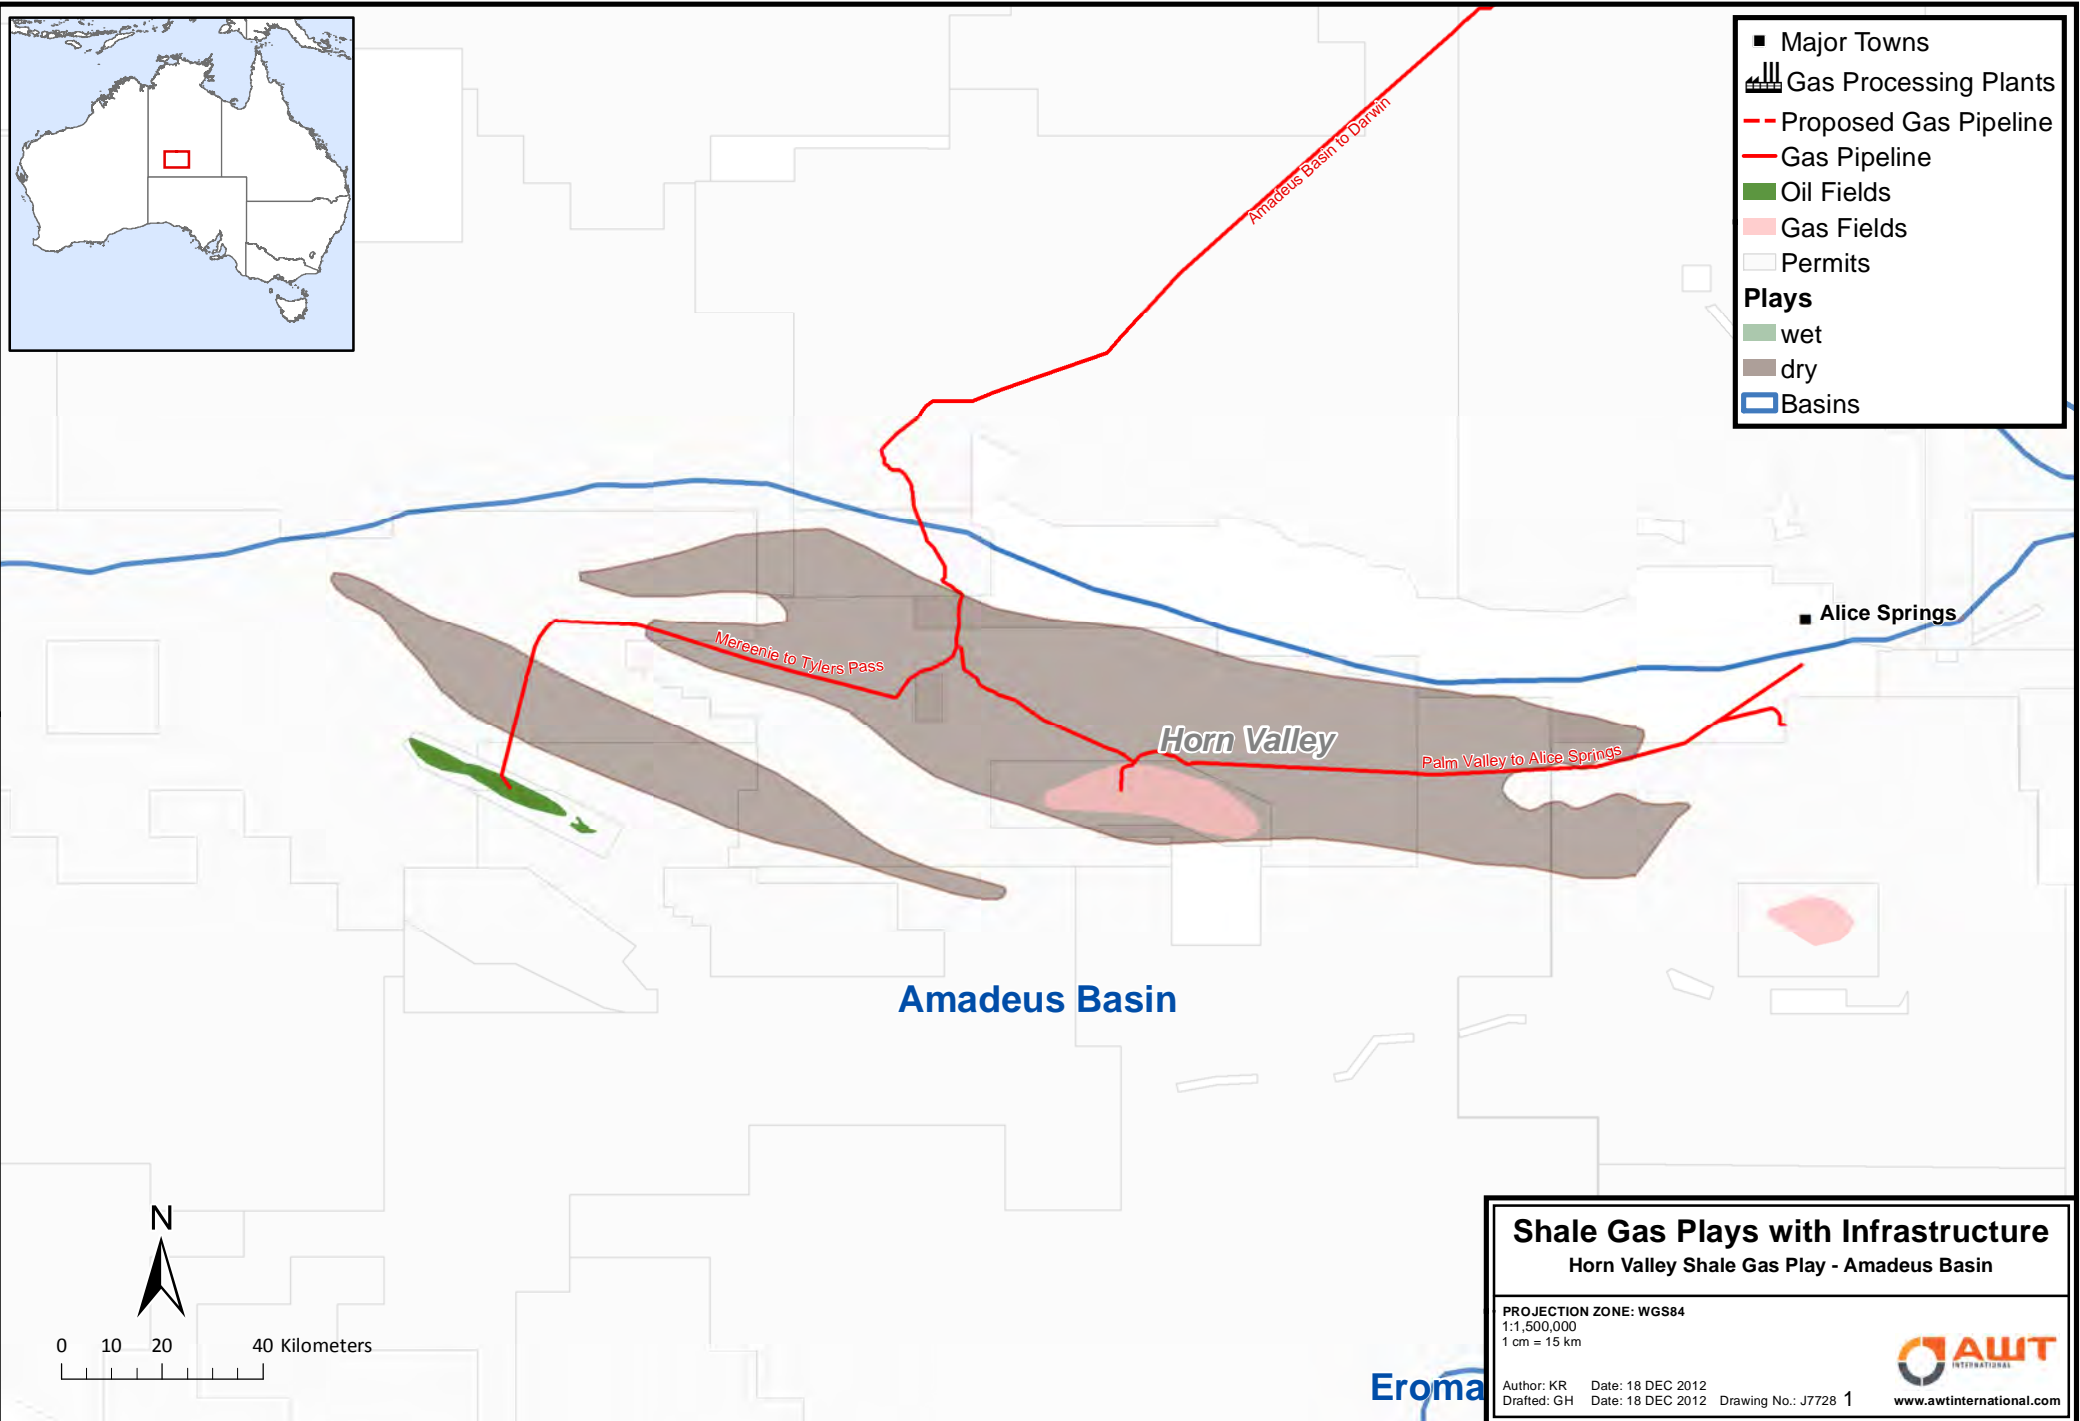 Major Towns
Gas Processing Plants
Proposed Gas Pipeline
Gas Pipeline
Oil Fields
Gas Fields
Permits
Plays
wet
dry
Basins
Amadeus Basin to Darwin
Alice Springs
Mereenie to Tylers Pass
Horn Valley
Palm Valley to Alice Springs
Amadeus Basin
N
0 10 20 40 Kilometers
Eroma
Shale Gas Plays with Infrastructure
Horn Valley Shale Gas Play - Amadeus Basin
PROJECTION ZONE: WGS84
1:1,500,000
1 cm = 15 km
AWT
INTERNATIONAL
Author: KR Date: 18 DEC 2012
Drafted: GH Date: 18 DEC 2012 Drawing No.: J7728 1
www.awtinternational.com